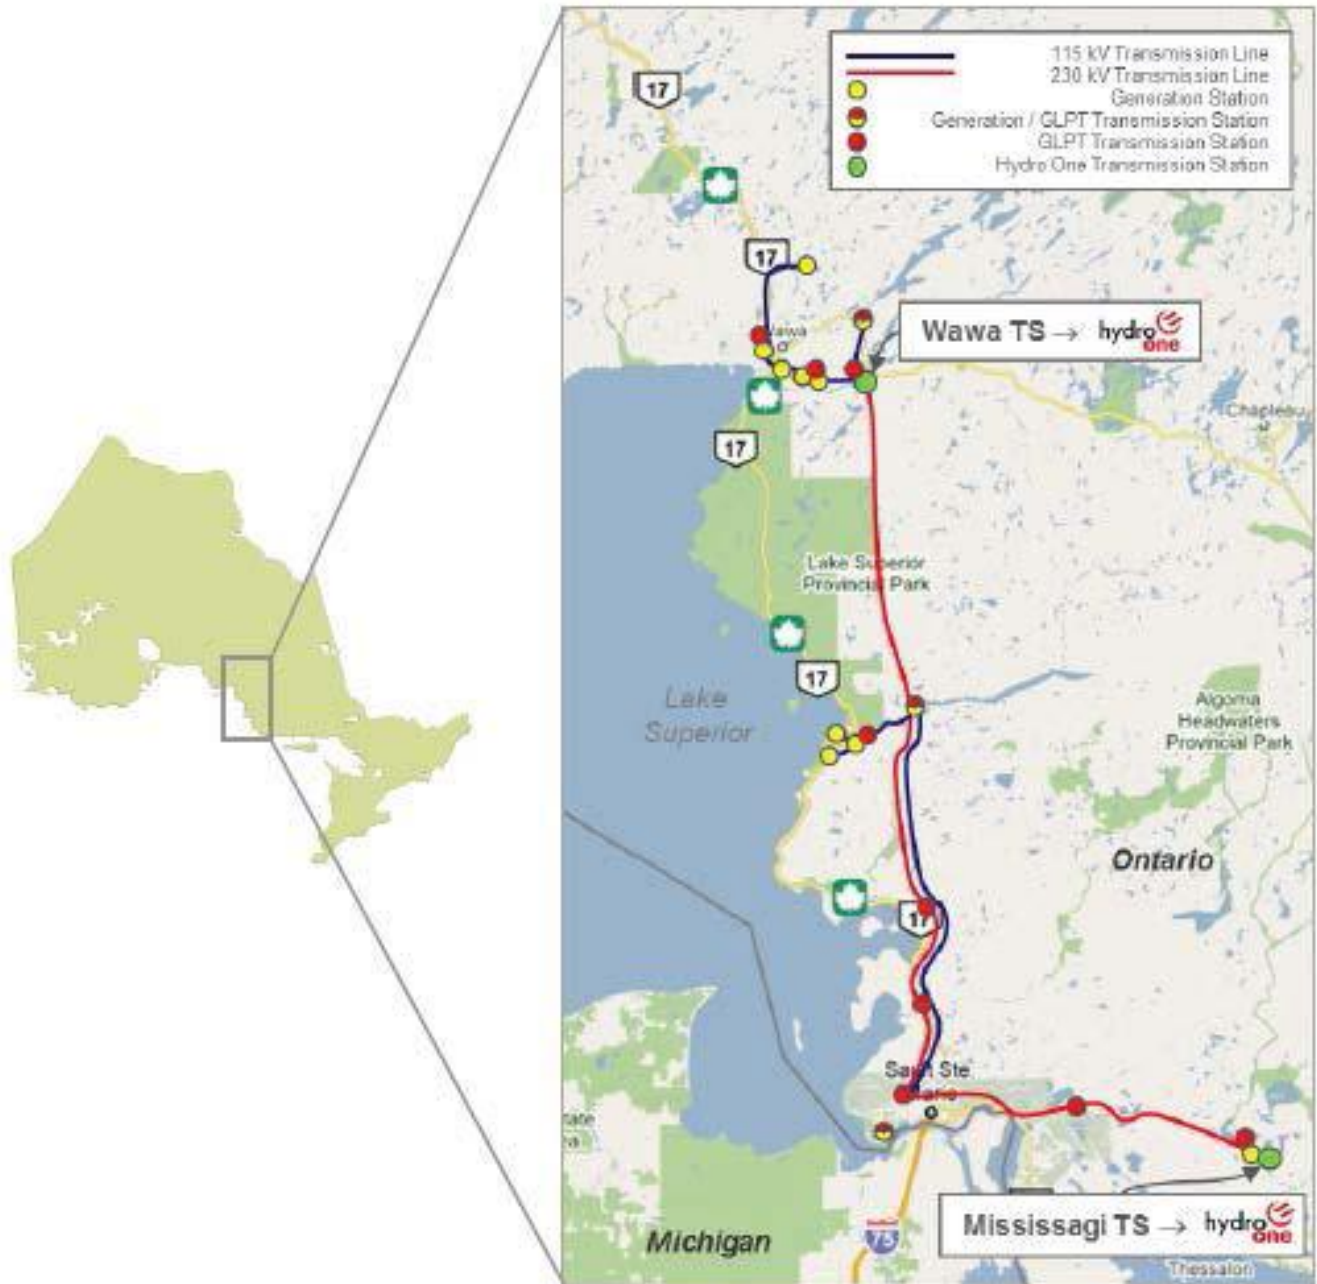 115 kV Transmission Line
230 kV Transmission Line
Generation Station
Generation / GLPT Transmission Station
GLPT Transmission Station
Hydro One Transmission Station
17
17
Wawa TS → hydro
one
17
Chapleau
Lake Superior
Provincial Park
17
Lake
Superior
Algoma
Headwaters
Provincial Park
Ontario
17
Sault Ste
Mississagi TS → hydro
one
Michigan
75
Thessalon